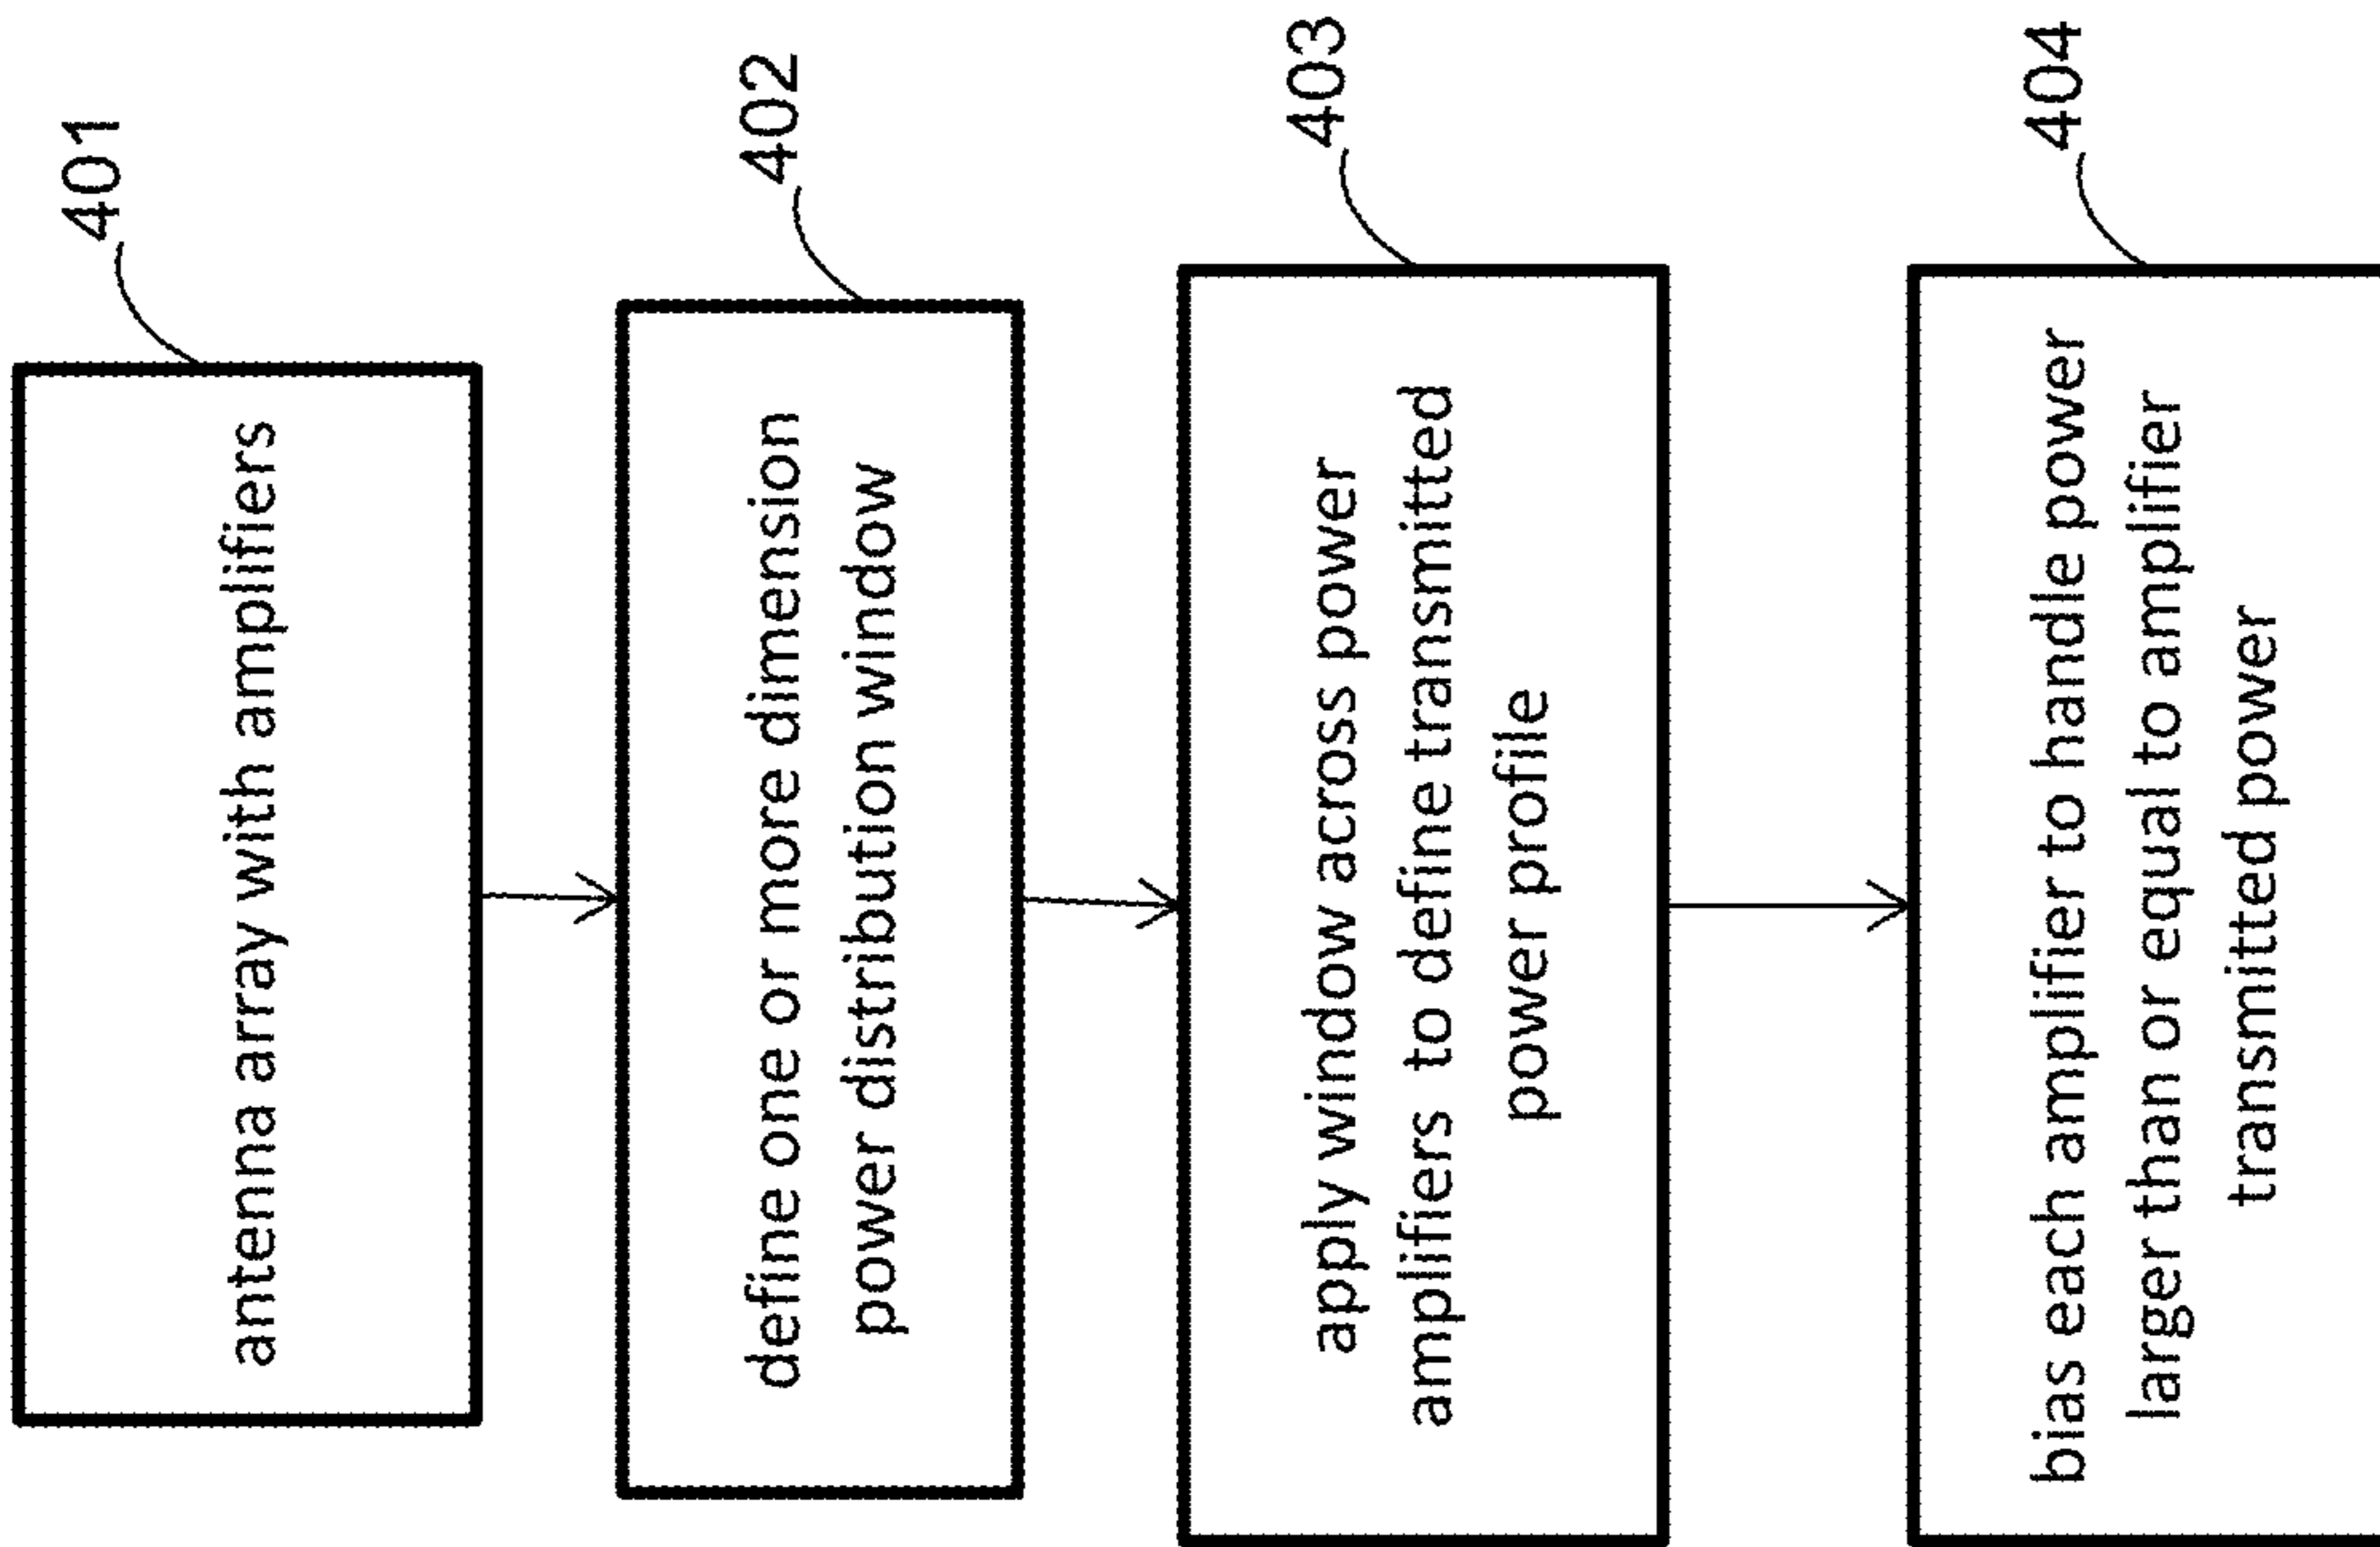 401
antenna array with amplifiers
402
define one or more dimension
power distribution window
403
apply window across power
amplifiers to define transmitted
power profile
404
bias each amplifier to handle power
larger than or equal to amplifier
transmitted power